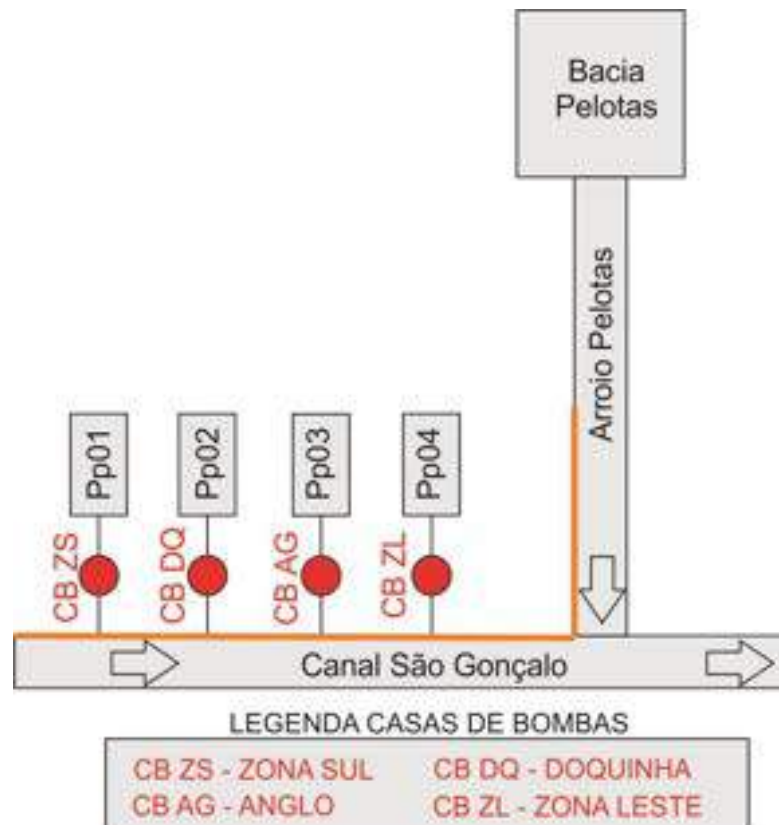 Bacia
Pelotas
Arroio Pelotas
Pp01
Pp02
Pp03
Pp04
CB ZS
CB DQ
CB AG
CB ZL
Canal São Gonçalo
LEGENDA CASAS DE BOMBAS
CB ZS - ZONA SUL
CB DQ - DOQUINHA
CB AG - ANGLO
CB ZL - ZONA LESTE